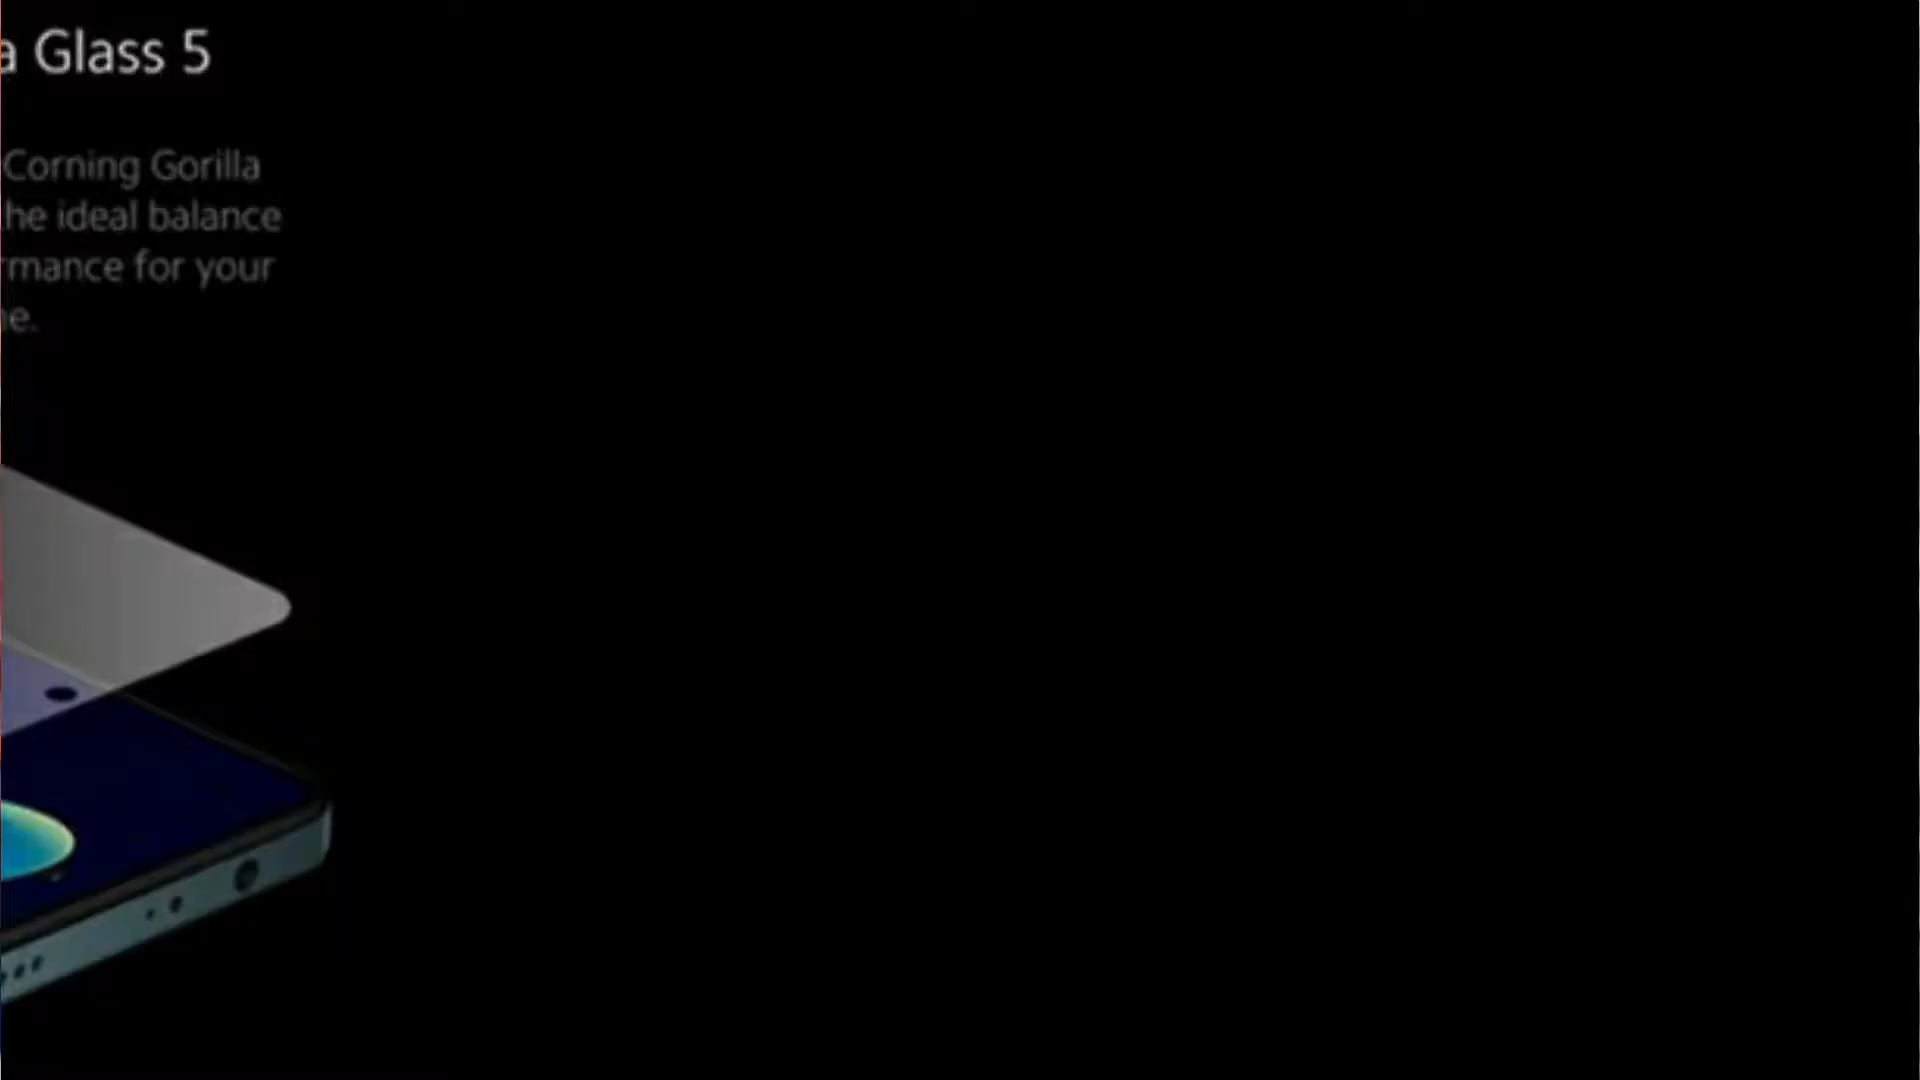 a Glass 5
Corning Gorilla
he ideal balance
rmance for your
e.